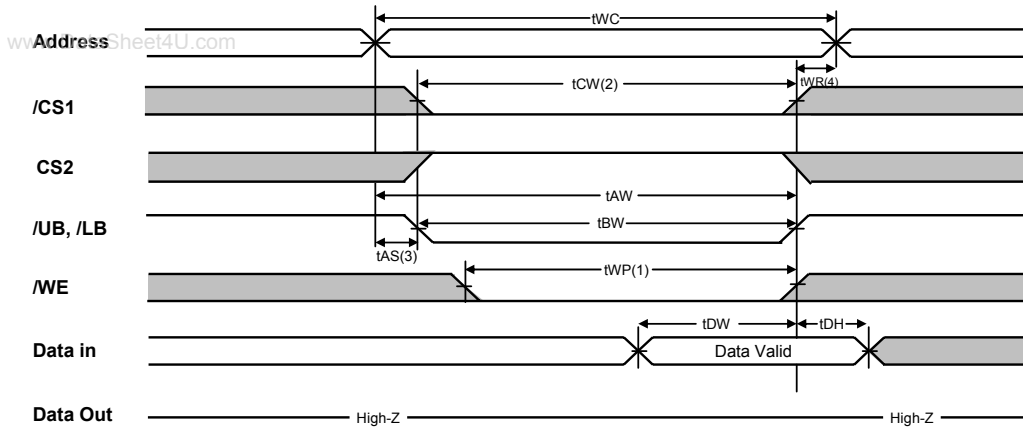 tWC
www.DataSheet4U.com
Address
tCW(2)
tWR(4)
/CS1
CS2
tAW
/UB, /LB
tBW
tAS(3)
/WE
tWP(1)
tDW
tDH
Data in
Data Valid
Data Out
High-Z
High-Z